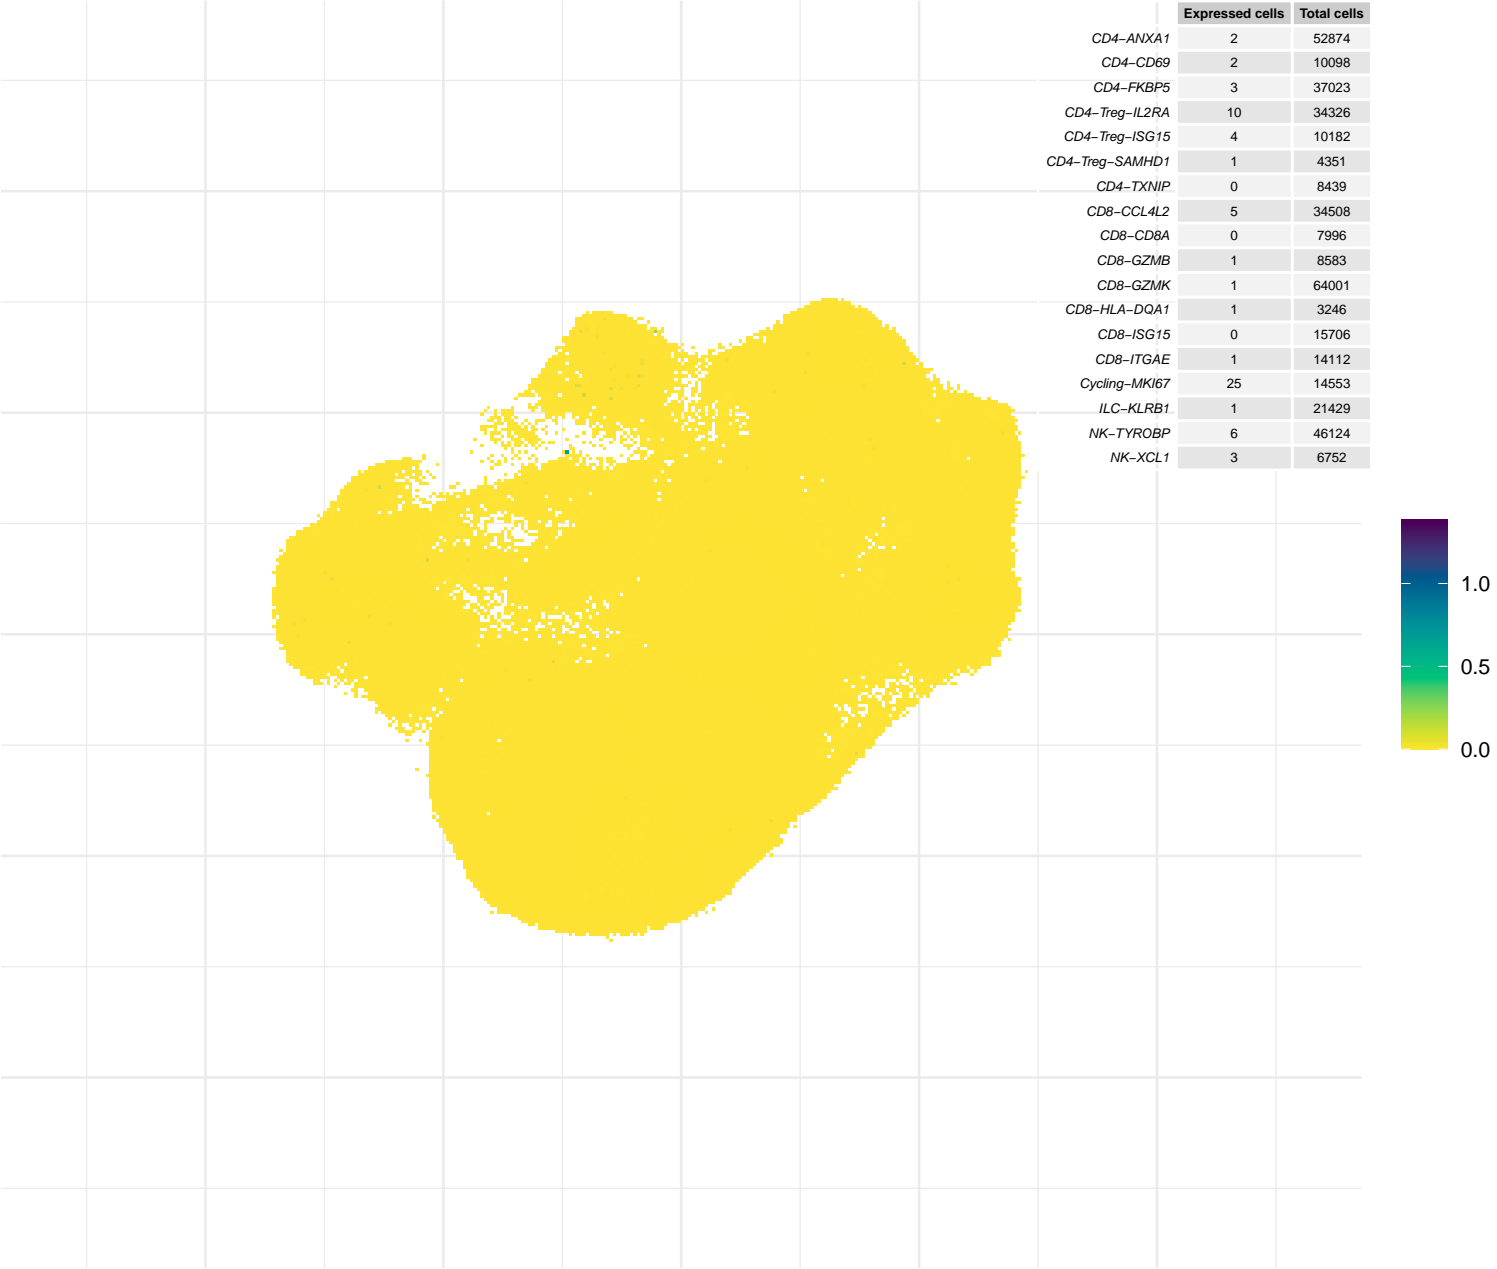 Expressed cells Total cells
CD4−ANXA1 2 52874
CD4−CD69 2 10098
CD4−FKBP5 3 37023
CD4−Treg−IL2RA 10 34326
CD4−Treg−ISG15 4 10182
CD4−Treg−SAMHD1 1 4351
CD4−TXNIP 0 8439
CD8−CCL4L2 5 34508
CD8−CD8A 0 7996
CD8−GZMB 1 8583
CD8−GZMK 1 64001
CD8−HLA−DQA1 1 3246
CD8−ISG15 0 15706
CD8−ITGAE 1 14112
Cycling−MKI67 25 14553
ILC−KLRB1 1 21429
NK−TYROBP 6 46124
NK−XCL1 3 6752
1.0
0.5
0.0